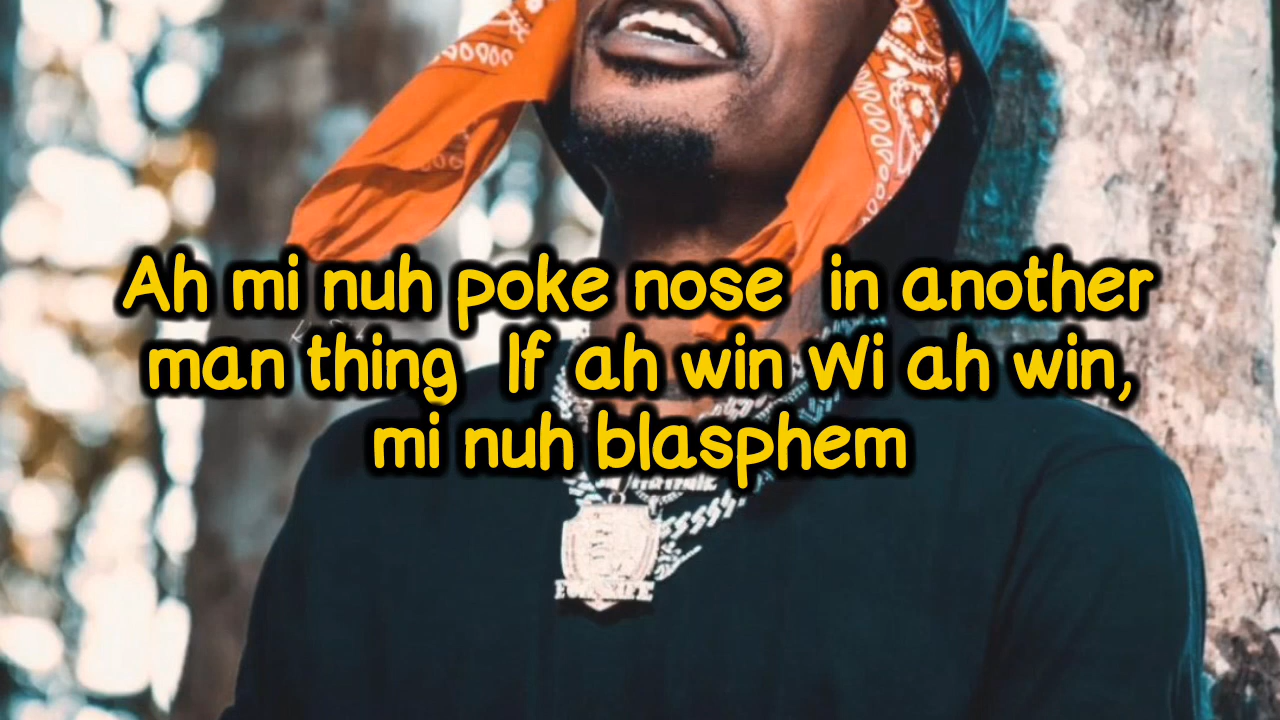 Ah mi nuh poke nose in another
man thing If ah win Wi ah win,
mi nuh blasphem